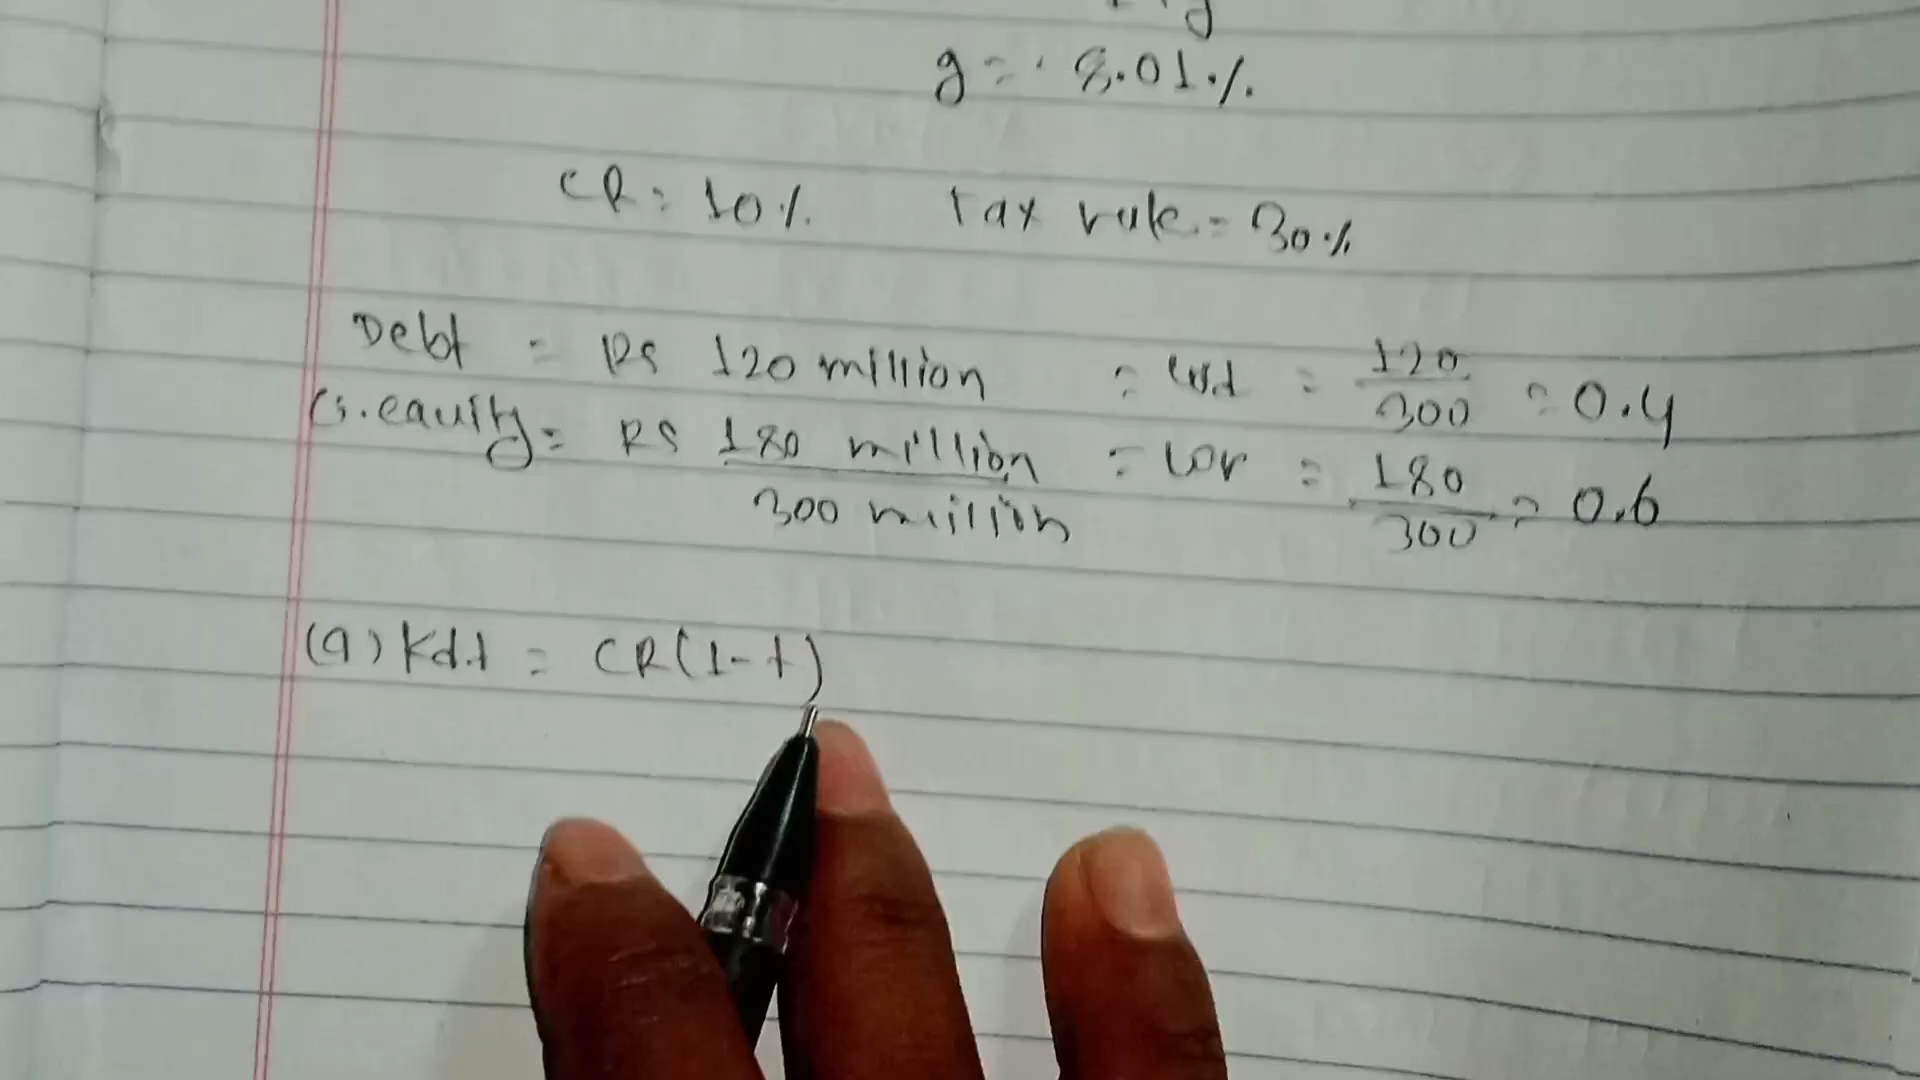 g = 8.01%
CR = 10% tax rate = 30%
Debt = RS 120 million = wd = 120/300 = 0.4
C.equity = RS 180 million = wr = 180/300 = 0.6
300 million
(a) Kdt = CR(1-t)